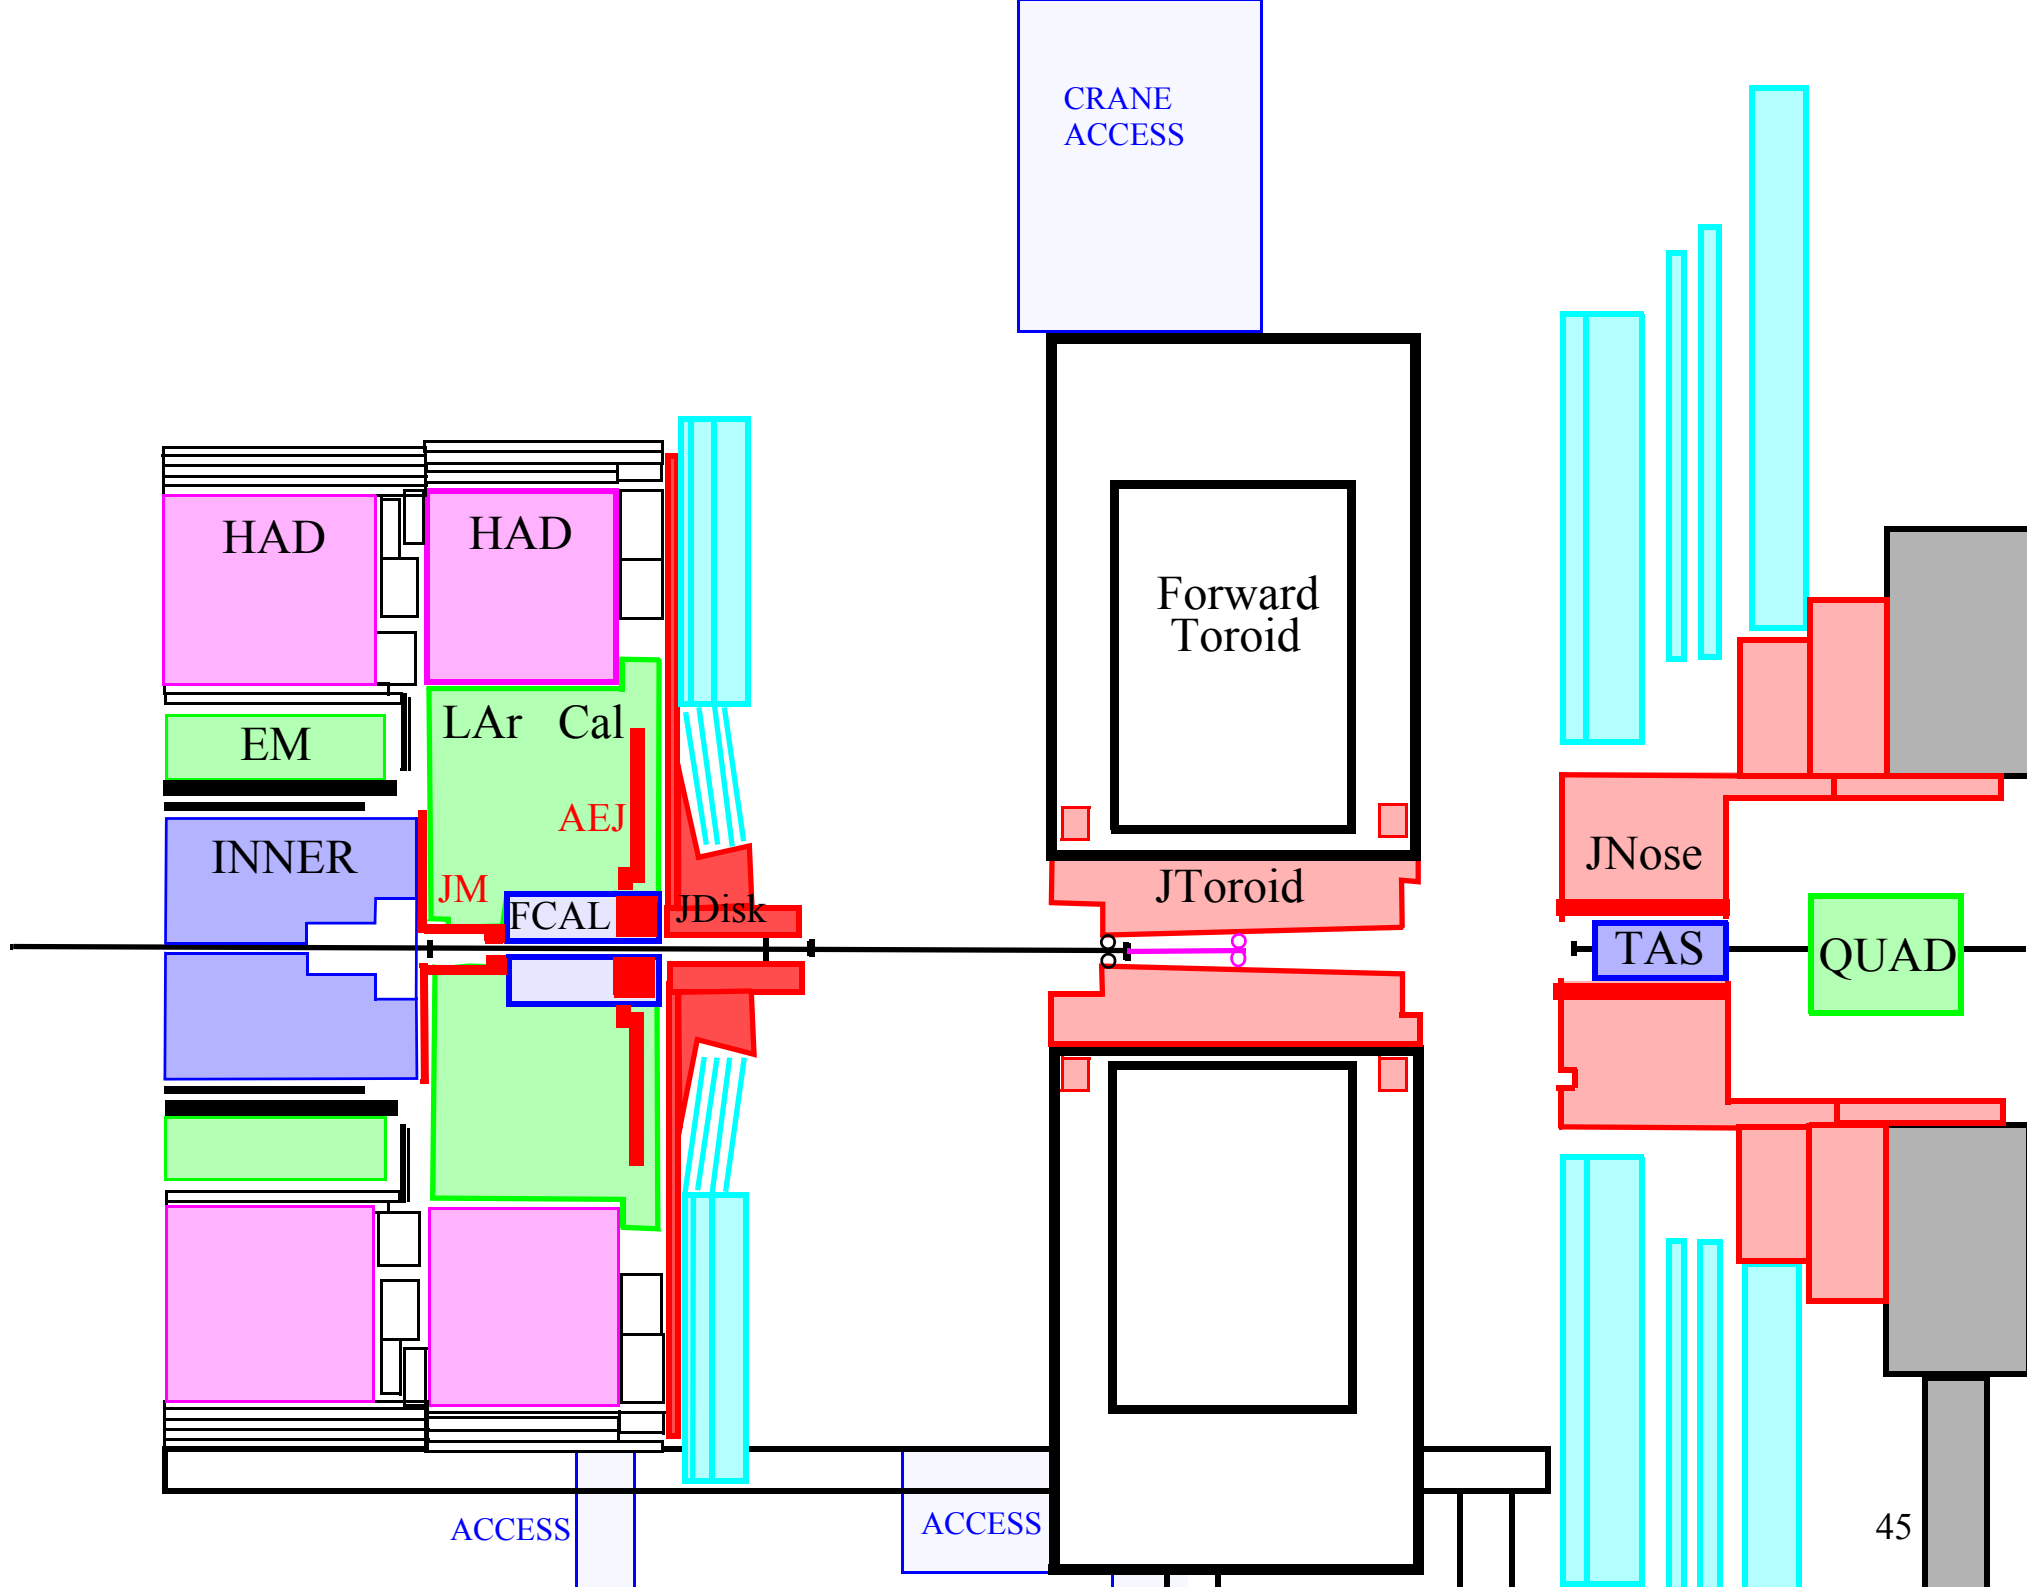 CRANE
ACCESS
HAD
HAD
Forward
Toroid
LAr Cal
EM
AEJ
INNER
JNose
JM
JToroid
FCAL
JDisk
TAS
QUAD
ACCESS
ACCESS
45